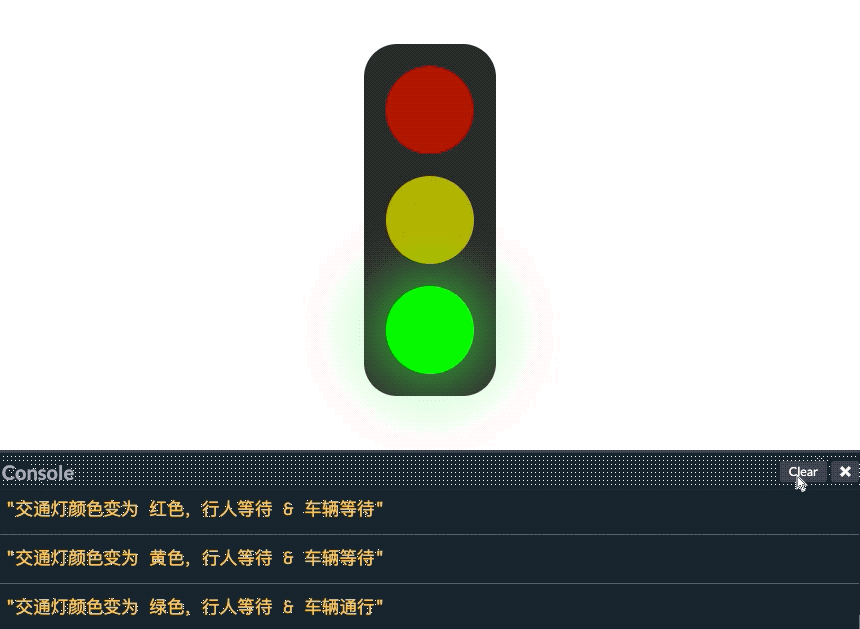 Console
Clear ×
"交通灯颜色变为 红色，行人等待 & 车辆等待"
"交通灯颜色变为 黄色，行人等待 & 车辆等待"
"交通灯颜色变为 绿色，行人等待 & 车辆通行"